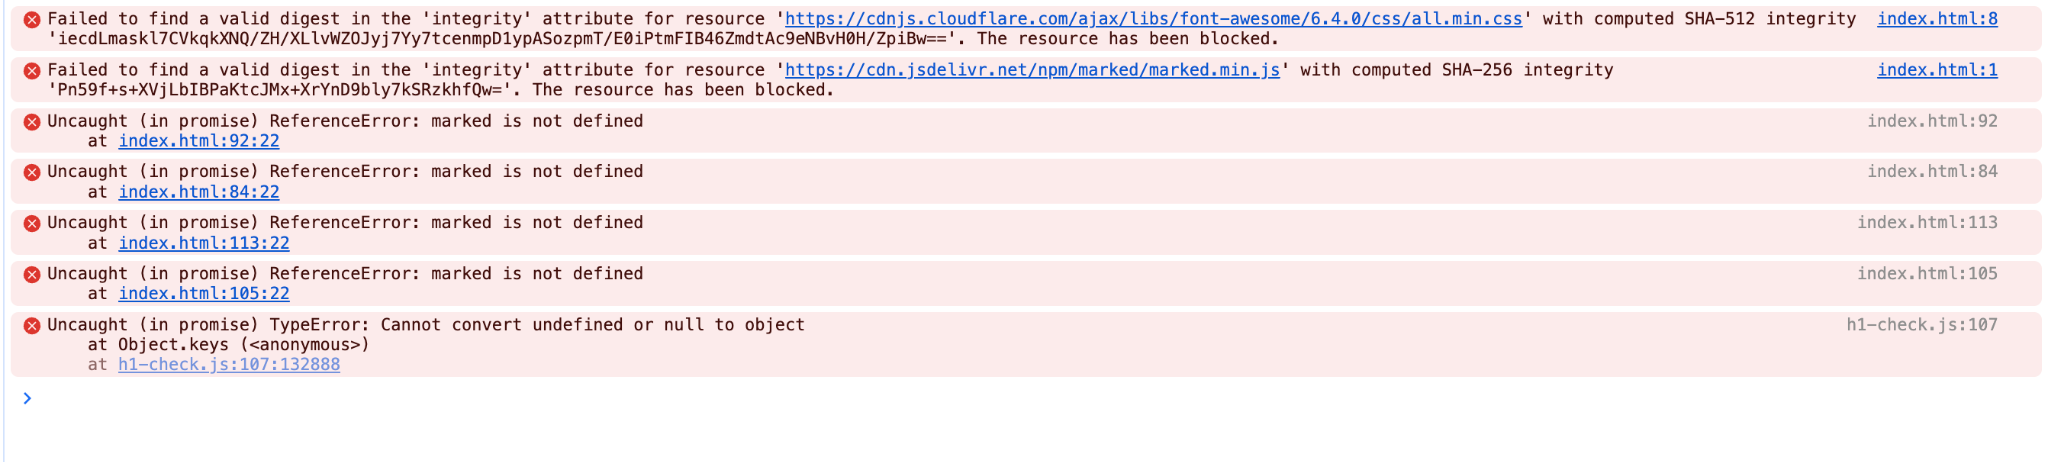 Failed to find a valid digest in the 'integrity' attribute for resource 'https://cdnjs.cloudflare.com/ajax/libs/font-awesome/6.4.0/css/all.min.css' with computed SHA-512 integrity index.html:8
'iecdLmaskl7CVkqkXNQ/ZH/XLlvWZOJyj7Yy7tcenmpD1ypASozpmT/E0iPtmFIB46ZmdtAc9eNBvH0H/ZpiBw=='. The resource has been blocked.
Failed to find a valid digest in the 'integrity' attribute for resource 'https://cdn.jsdelivr.net/npm/marked/marked.min.js' with computed SHA-256 integrity index.html:1
'Pn59f+s+XVjLbIBPaKtcJMx+XrYnD9bly7kSRzkhfQw='. The resource has been blocked.
Uncaught (in promise) ReferenceError: marked is not defined index.html:92
at index.html:92:22
Uncaught (in promise) ReferenceError: marked is not defined index.html:84
at index.html:84:22
Uncaught (in promise) ReferenceError: marked is not defined index.html:113
at index.html:113:22
Uncaught (in promise) ReferenceError: marked is not defined index.html:105
at index.html:105:22
Uncaught (in promise) TypeError: Cannot convert undefined or null to object h1-check.js:107
at Object.keys (<anonymous>)
at h1-check.js:107:132888